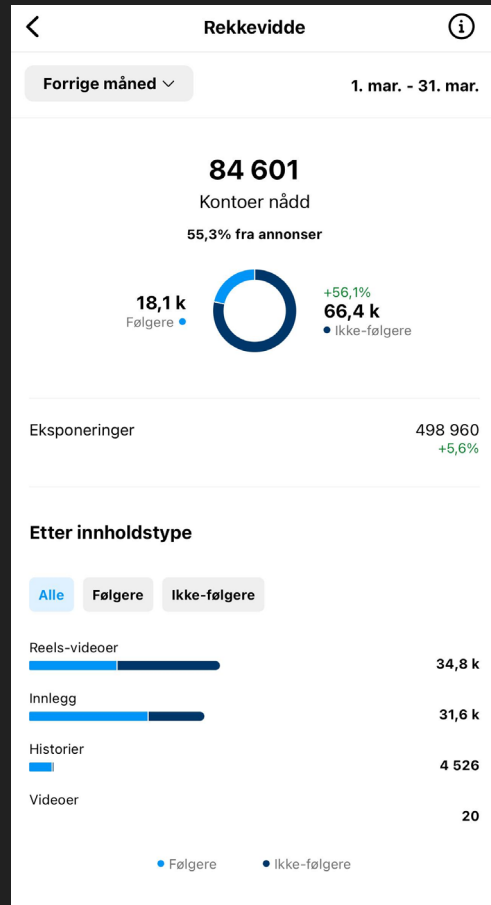 Rekkevidde
Forrige måned
1. mar. - 31. mar.
84 601
Kontoer nådd
55,3% fra annonser
18,1 k
Følgere
+56,1%
66,4 k
Ikke-følgere
Eksponeringer
498 960
+5,6%
Etter innholdstype
Alle Følgere Ikke-følgere
Reels-videoer
34,8 k
Innlegg
31,6 k
Historier
4 526
Videoer
20
Følgere Ikke-følgere